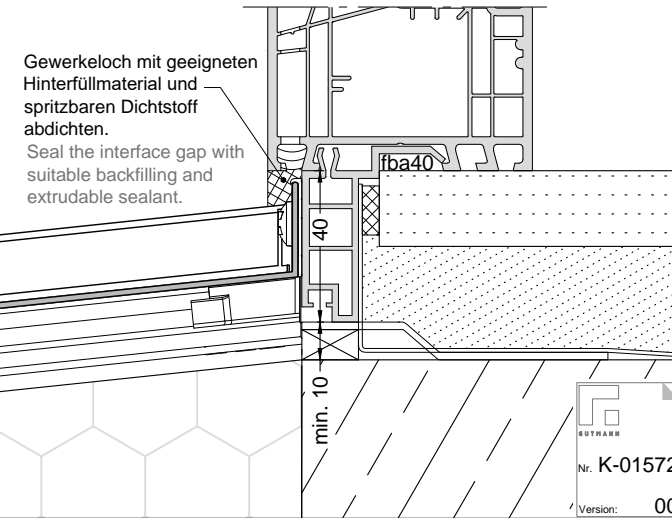 Gewerkeloch mit geeigneten
Hinterfüllmaterial und
spritzbaren Dichtstoff
abdichten.
Seal the interface gap with
suitable backfilling and
extrudable sealant.
fba40
40
min. 10
GUTMANN
Nr. K-01572
Version: 00